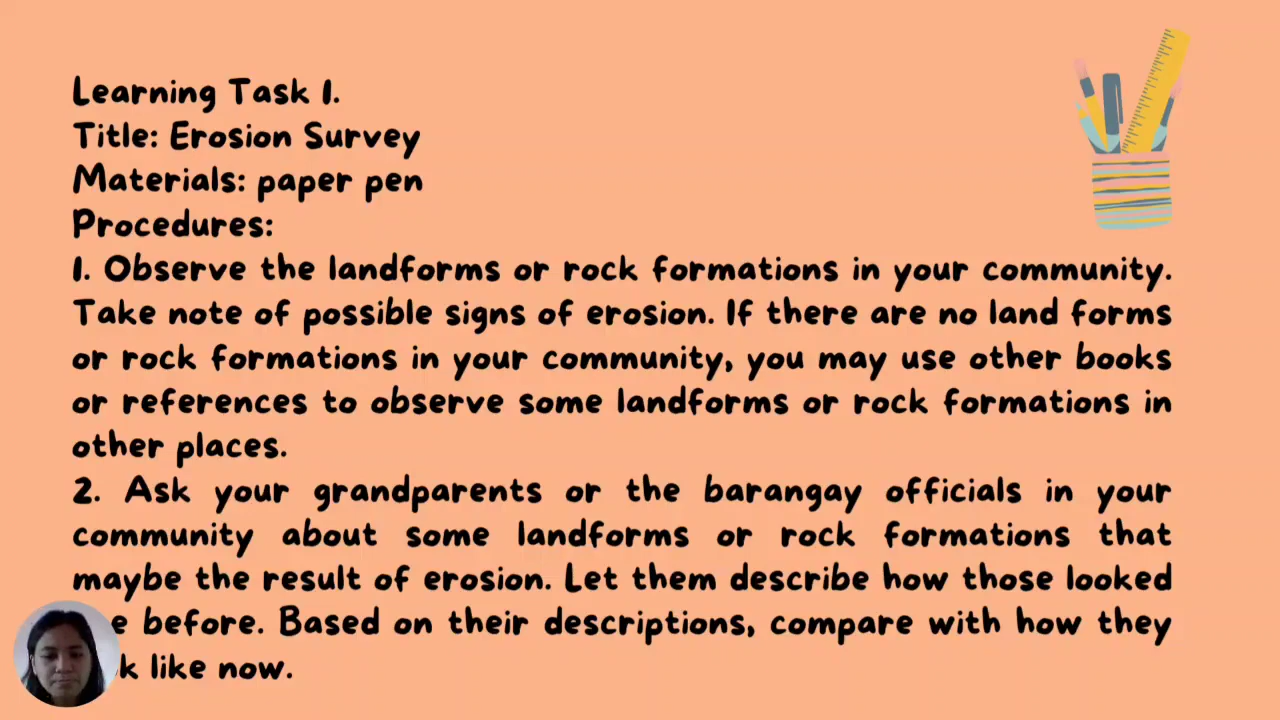 Learning Task 1.
Title: Erosion Survey
Materials: paper pen
Procedures:
1. Observe the landforms or rock formations in your community.
Take note of possible signs of erosion. If there are no land forms
or rock formations in your community, you may use other books
or references to observe some landforms or rock formations in
other places.
2. Ask your grandparents or the barangay officials in your
community about some landforms or rock formations that
maybe the result of erosion. Let them describe how those looked
before. Based on their descriptions, compare with how they
like now.